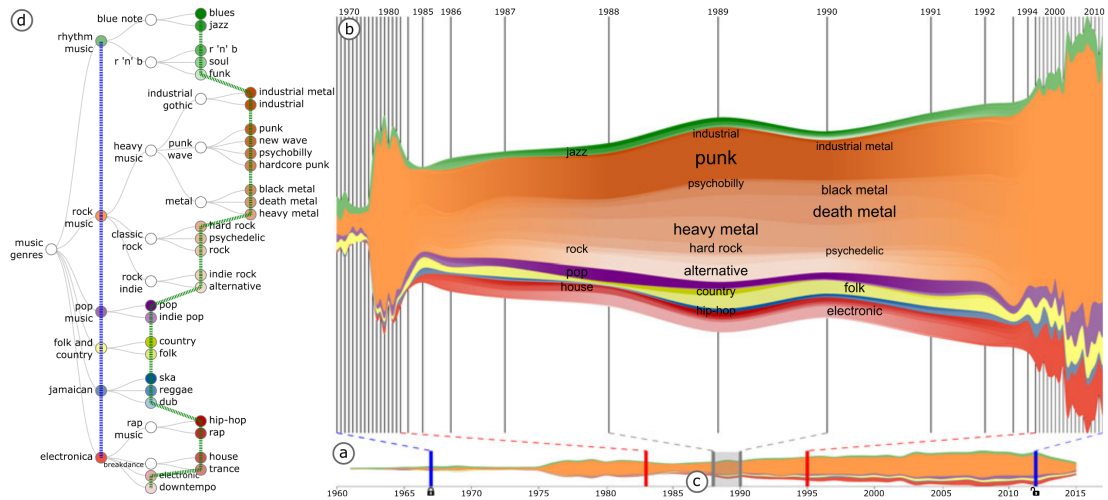 d
blues
blue note
jazz
rhythm
music
r 'n' b
r 'n' b
soul
funk
industrial
gothic
industrial metal
industrial
heavy
music
punk
wave
punk
new wave
psychobilly
hardcore punk
metal
black metal
death metal
heavy metal
rock
music
classic
rock
hard rock
psychedelic
rock
music
genres
rock
indie
indie rock
alternative
pop
music
pop
indie pop
folk and
country
country
folk
jamaican
ska
reggae
dub
rap
music
hip-hop
rap
electronica
breakdance
house
trance
electronic
downtempo
1970 1980 1985 1986 1987 1988 1989 1990 1991 1992 1994 2000 2010
b
jazz
industrial
industrial metal
punk
psychobilly
black metal
death metal
heavy metal
rock
hard rock
psychedelic
pop
alternative
house
country
folk
hip-hop
electronic
a
c
1960 1965 1970 1975 1980 1985 1990 1995 2000 2005 2010 2015